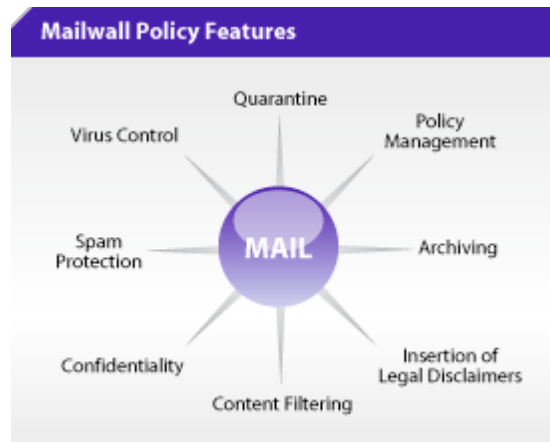 Mailwall Policy Features
Quarantine
Policy
Management
Virus Control
MAIL
Spam
Protection
Archiving
Confidentiality
Insertion of
Legal Disclaimers
Content Filtering